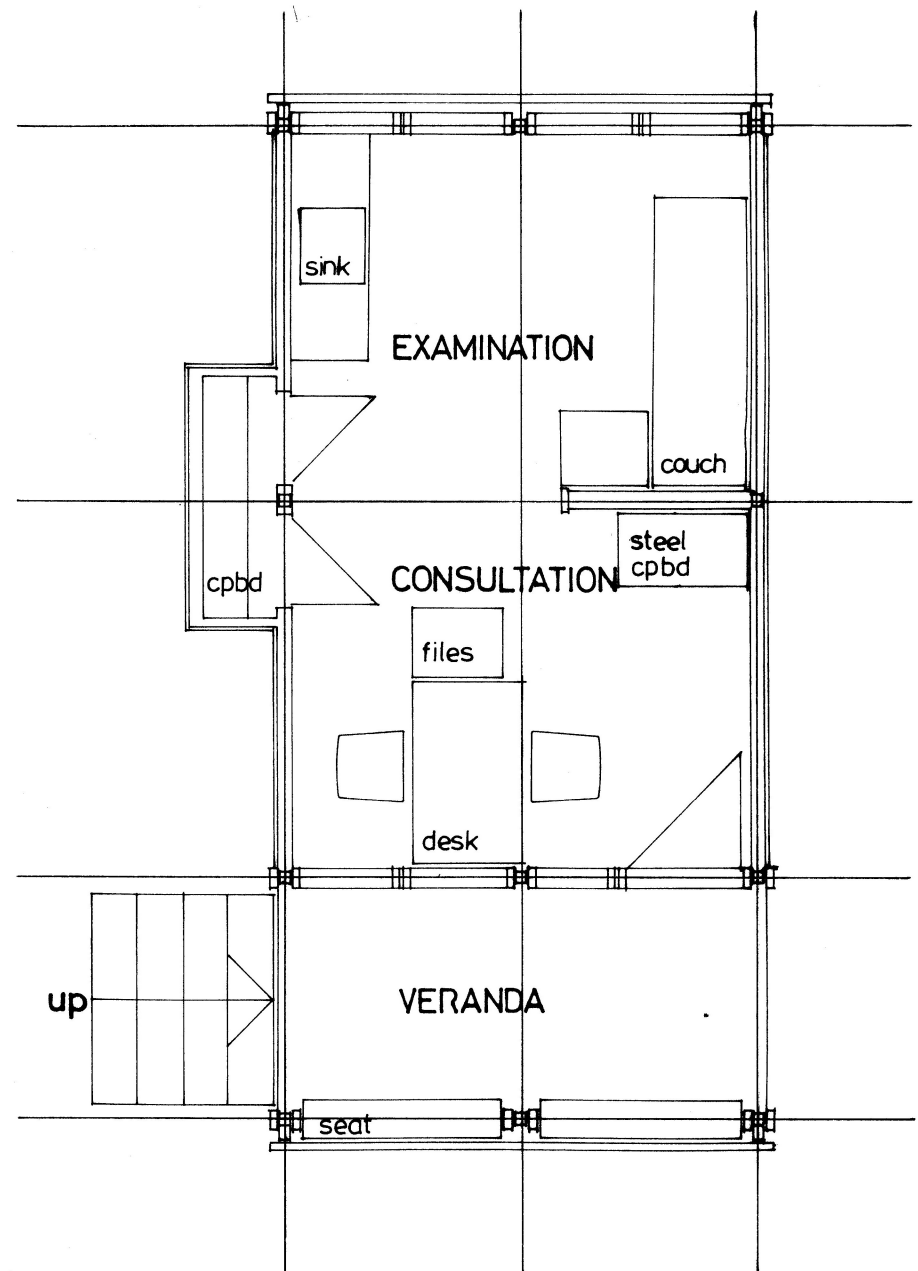 sink
EXAMINATION
couch
steel
cpbd
cpbd
CONSULTATION
files
desk
up
VERANDA
seat